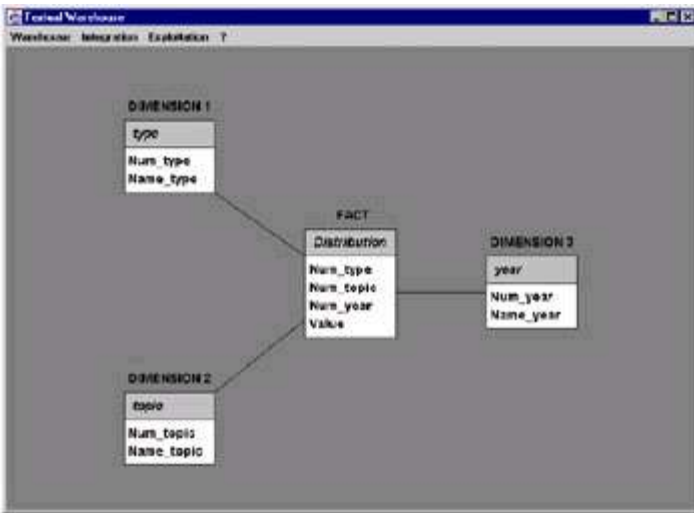 Textual Warehouse
Warehouse Integration Exploitation ?
DIMENSION 1
type
Num_type
Name_type
FACT
Distribution
Num_type
Num_topic
Num_year
Value
DIMENSION 3
year
Num_year
Name_year
DIMENSION 2
topic
Num_topic
Name_topic